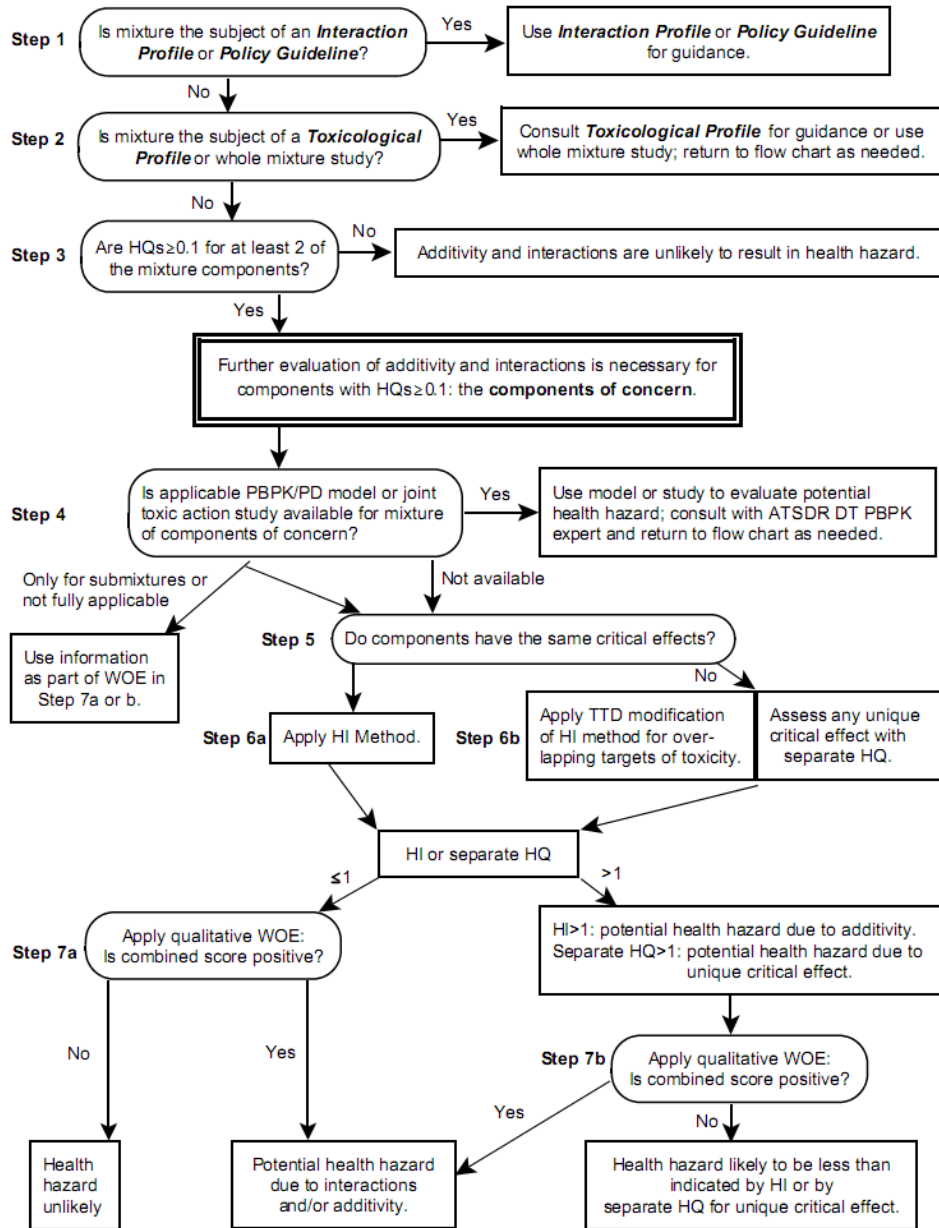 Step 1
Is mixture the subject of an Interaction
Profile or Policy Guideline?
Yes
Use Interaction Profile or Policy Guideline
for guidance.
No
Step 2
Is mixture the subject of a Toxicological
Profile or whole mixture study?
Yes
Consult Toxicological Profile for guidance or use
whole mixture study; return to flow chart as needed.
No
Step 3
Are HQs≥0.1 for at least 2 of
the mixture components?
No
Additivity and interactions are unlikely to result in health hazard.
Yes
Further evaluation of additivity and interactions is necessary for
components with HQs≥0.1: the components of concern.
Step 4
Is applicable PBPK/PD model or joint
toxic action study available for mixture
of components of concern?
Yes
Use model or study to evaluate potential
health hazard; consult with ATSDR DT PBPK
expert and return to flow chart as needed.
Only for submixtures or
not fully applicable
Not available
Use information
as part of WOE in
Step 7a or b.
Step 5
Do components have the same critical effects?
No
Step 6a
Apply HI Method.
Step 6b
Apply TTD modification
of HI method for over-
lapping targets of toxicity.
Assess any unique
critical effect with
separate HQ.
HI or separate HQ
≤1
>1
Step 7a
Apply qualitative WOE:
Is combined score positive?
HI>1: potential health hazard due to additivity.
Separate HQ>1: potential health hazard due to
unique critical effect.
No
Yes
Step 7b
Apply qualitative WOE:
Is combined score positive?
Yes
No
Health
hazard
unlikely
Potential health hazard
due to interactions
and/or additivity.
Health hazard likely to be less than
indicated by HI or by
separate HQ for unique critical effect.